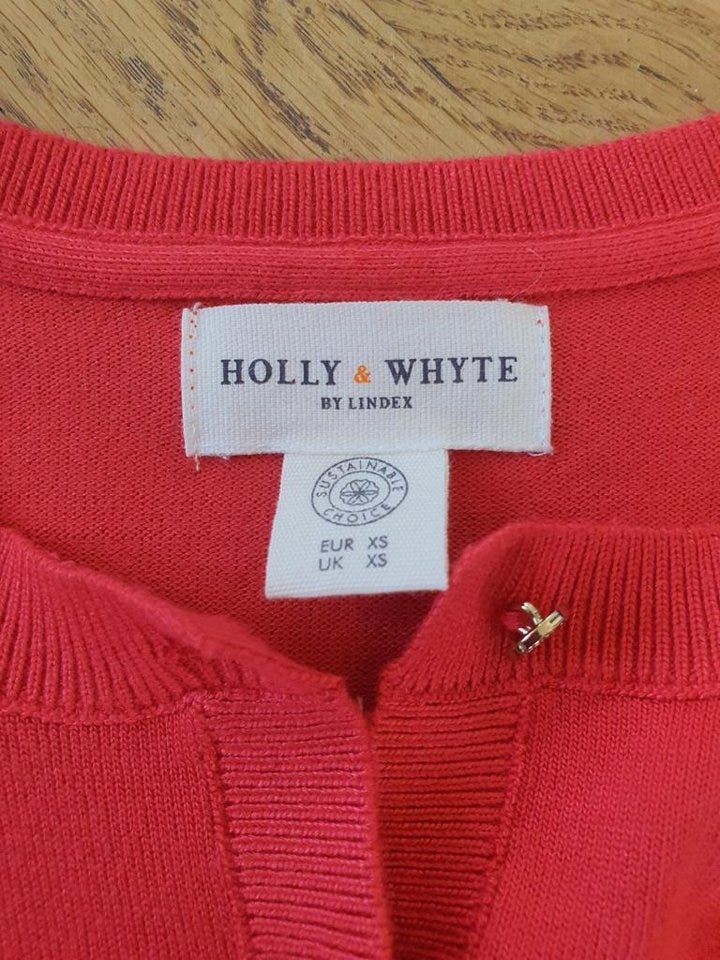 HOLLY & WHYTE
BY LINDEX
SUSTAINABLE
CHOICE
EUR XS
UK XS